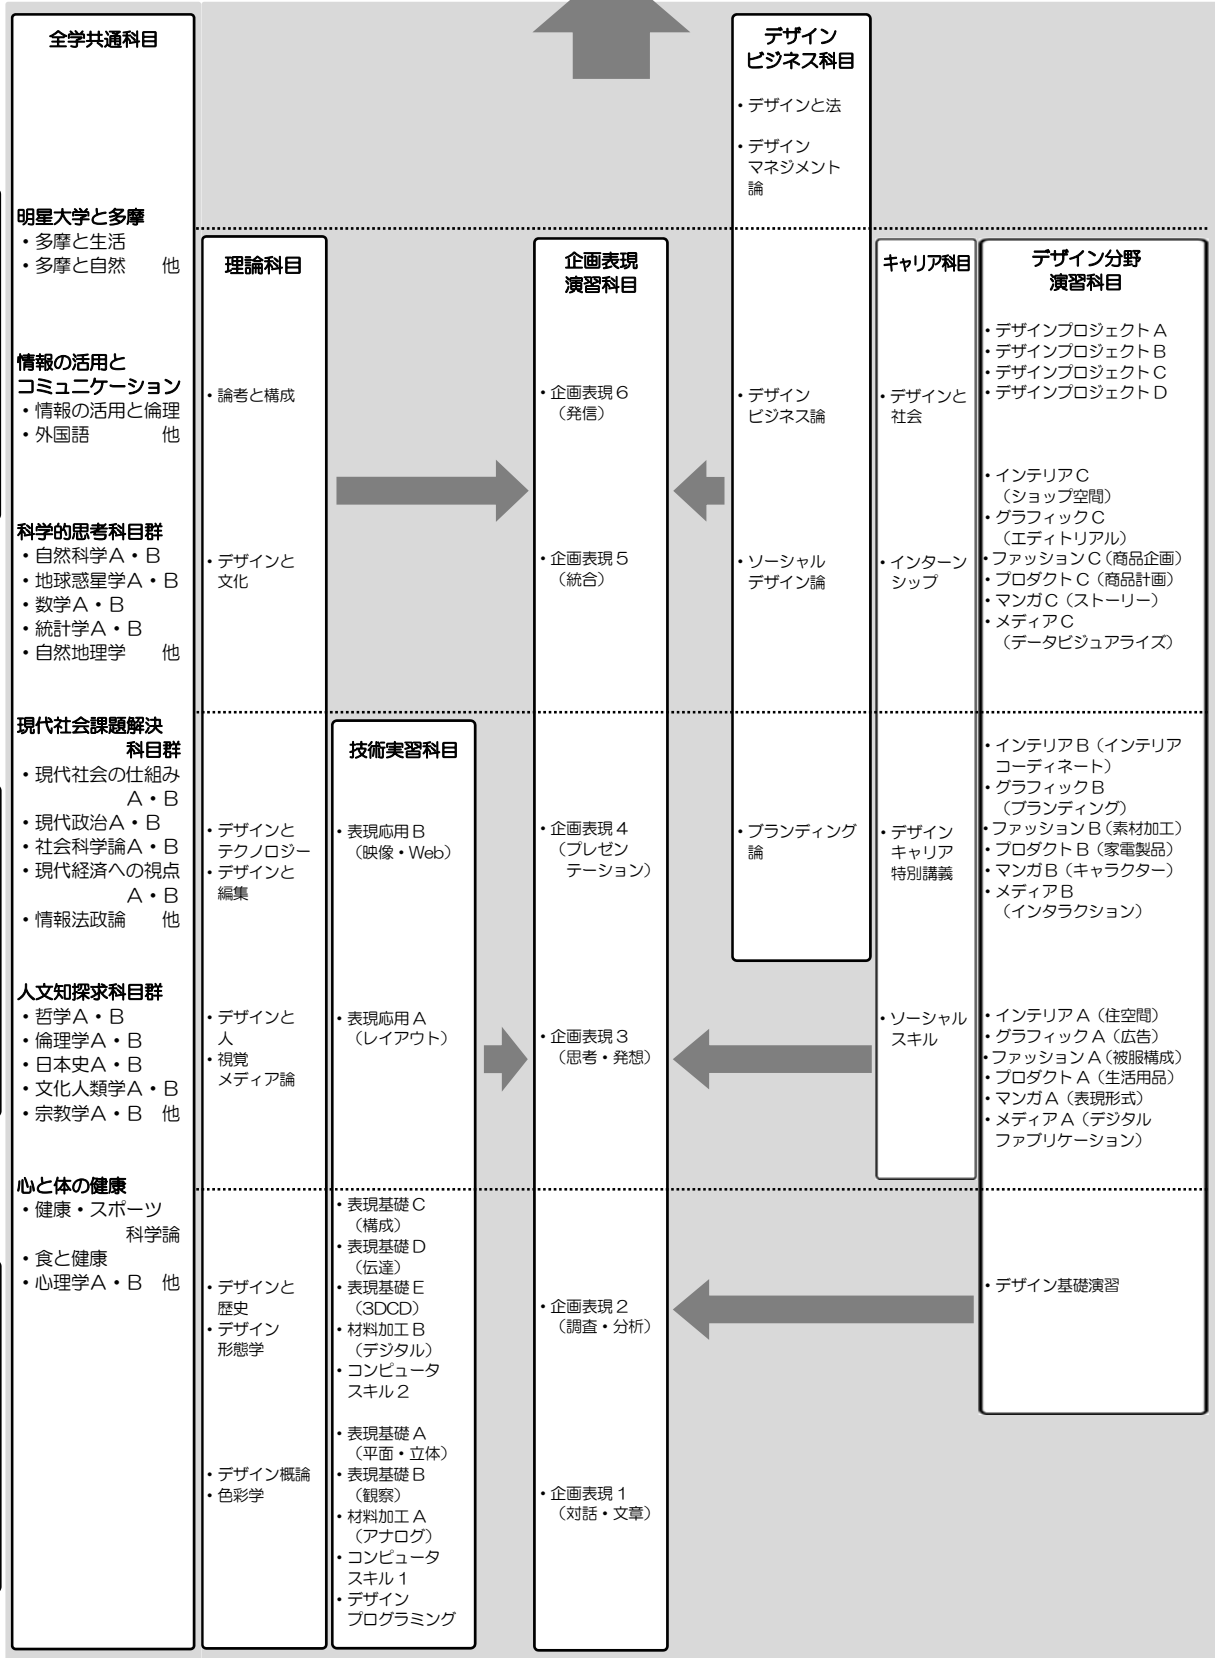 全学共通科目
明星大学と多摩
・多摩と生活
・多摩と自然　他
情報の活用と
コミュニケーション
・情報の活用と倫理
・外国語　他
科学的思考科目群
・自然科学A・B
・地球惑星学A・B
・数学A・B
・統計学A・B
・自然地理学　他
現代社会課題解決
科目群
・現代社会の仕組み
A・B
・現代政治A・B
・社会科学論A・B
・現代経済への視点
A・B
・情報法政論　他
人文知探求科目群
・哲学A・B
・倫理学A・B
・日本史A・B
・文化人類学A・B
・宗教学A・B　他
心と体の健康
・健康・スポーツ
科学論
・食と健康
・心理学A・B　他
理論科目
・論考と構成
・デザインと
文化
・デザインと
テクノロジー
・デザインと
編集
・デザインと
人
・視覚
メディア論
・デザインと
歴史
・デザイン
形態学
・デザイン概論
・色彩学
技術実習科目
・表現応用B
（映像・Web）
・表現応用A
（レイアウト）
・表現基礎C
（構成）
・表現基礎D
（伝達）
・表現基礎E
（3DCD）
・材料加工B
（デジタル）
・コンピュータ
スキル2
・表現基礎A
（平面・立体）
・表現基礎B
（観察）
・材料加工A
（アナログ）
・コンピュータ
スキル1
・デザイン
プログラミング
企画表現
演習科目
・企画表現6
（発信）
・企画表現5
（統合）
・企画表現4
（プレゼン
テーション）
・企画表現3
（思考・発想）
・企画表現2
（調査・分析）
・企画表現1
（対話・文章）
デザイン
ビジネス科目
・デザインと法
・デザイン
マネジメント
論
・デザイン
ビジネス論
・ソーシャル
デザイン論
・ブランディング
論
キャリア科目
・デザインと
社会
・インターン
シップ
・デザイン
キャリア
特別講義
・ソーシャル
スキル
デザイン分野
演習科目
・デザインプロジェクトA
・デザインプロジェクトB
・デザインプロジェクトC
・デザインプロジェクトD
・インテリアC
（ショップ空間）
・グラフィックC
（エディトリアル）
・ファッションC（商品企画）
・プロダクトC（商品計画）
・マンガC（ストーリー）
・メディアC
（データビジュアライズ）
・インテリアB（インテリア
コーディネート）
・グラフィックB
（ブランディング）
・ファッションB（素材加工）
・プロダクトB（家電製品）
・マンガB（キャラクター）
・メディアB
（インタラクション）
・インテリアA（住空間）
・グラフィックA（広告）
・ファッションA（被服構成）
・プロダクトA（生活用品）
・マンガA（表現形式）
・メディアA（デジタル
ファブリケーション）
・デザイン基礎演習